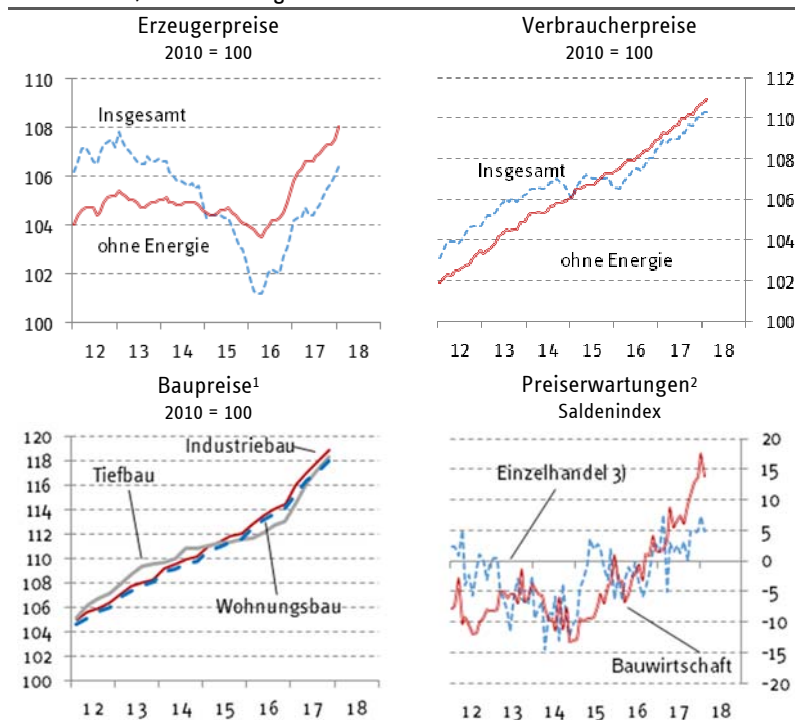 Erzeugerpreise
2010 = 100
110
108
106
104
102
100
Insgesamt
ohne Energie
12 13 14 15 16 17 18
Verbraucherpreise
2010 = 100
112
110
108
106
104
102
100
Insgesamt
ohne Energie
12 13 14 15 16 17 18
Baupreise¹
2010 = 100
120
118
116
114
112
110
108
106
104
102
100
Industriebau
Tiefbau
Wohnungsbau
12 13 14 15 16 17 18
Preiserwartungen²
Saldenindex
20
15
10
5
0
-5
-10
-15
-20
Einzelhandel 3)
Bauwirtschaft
12 13 14 15 16 17 18